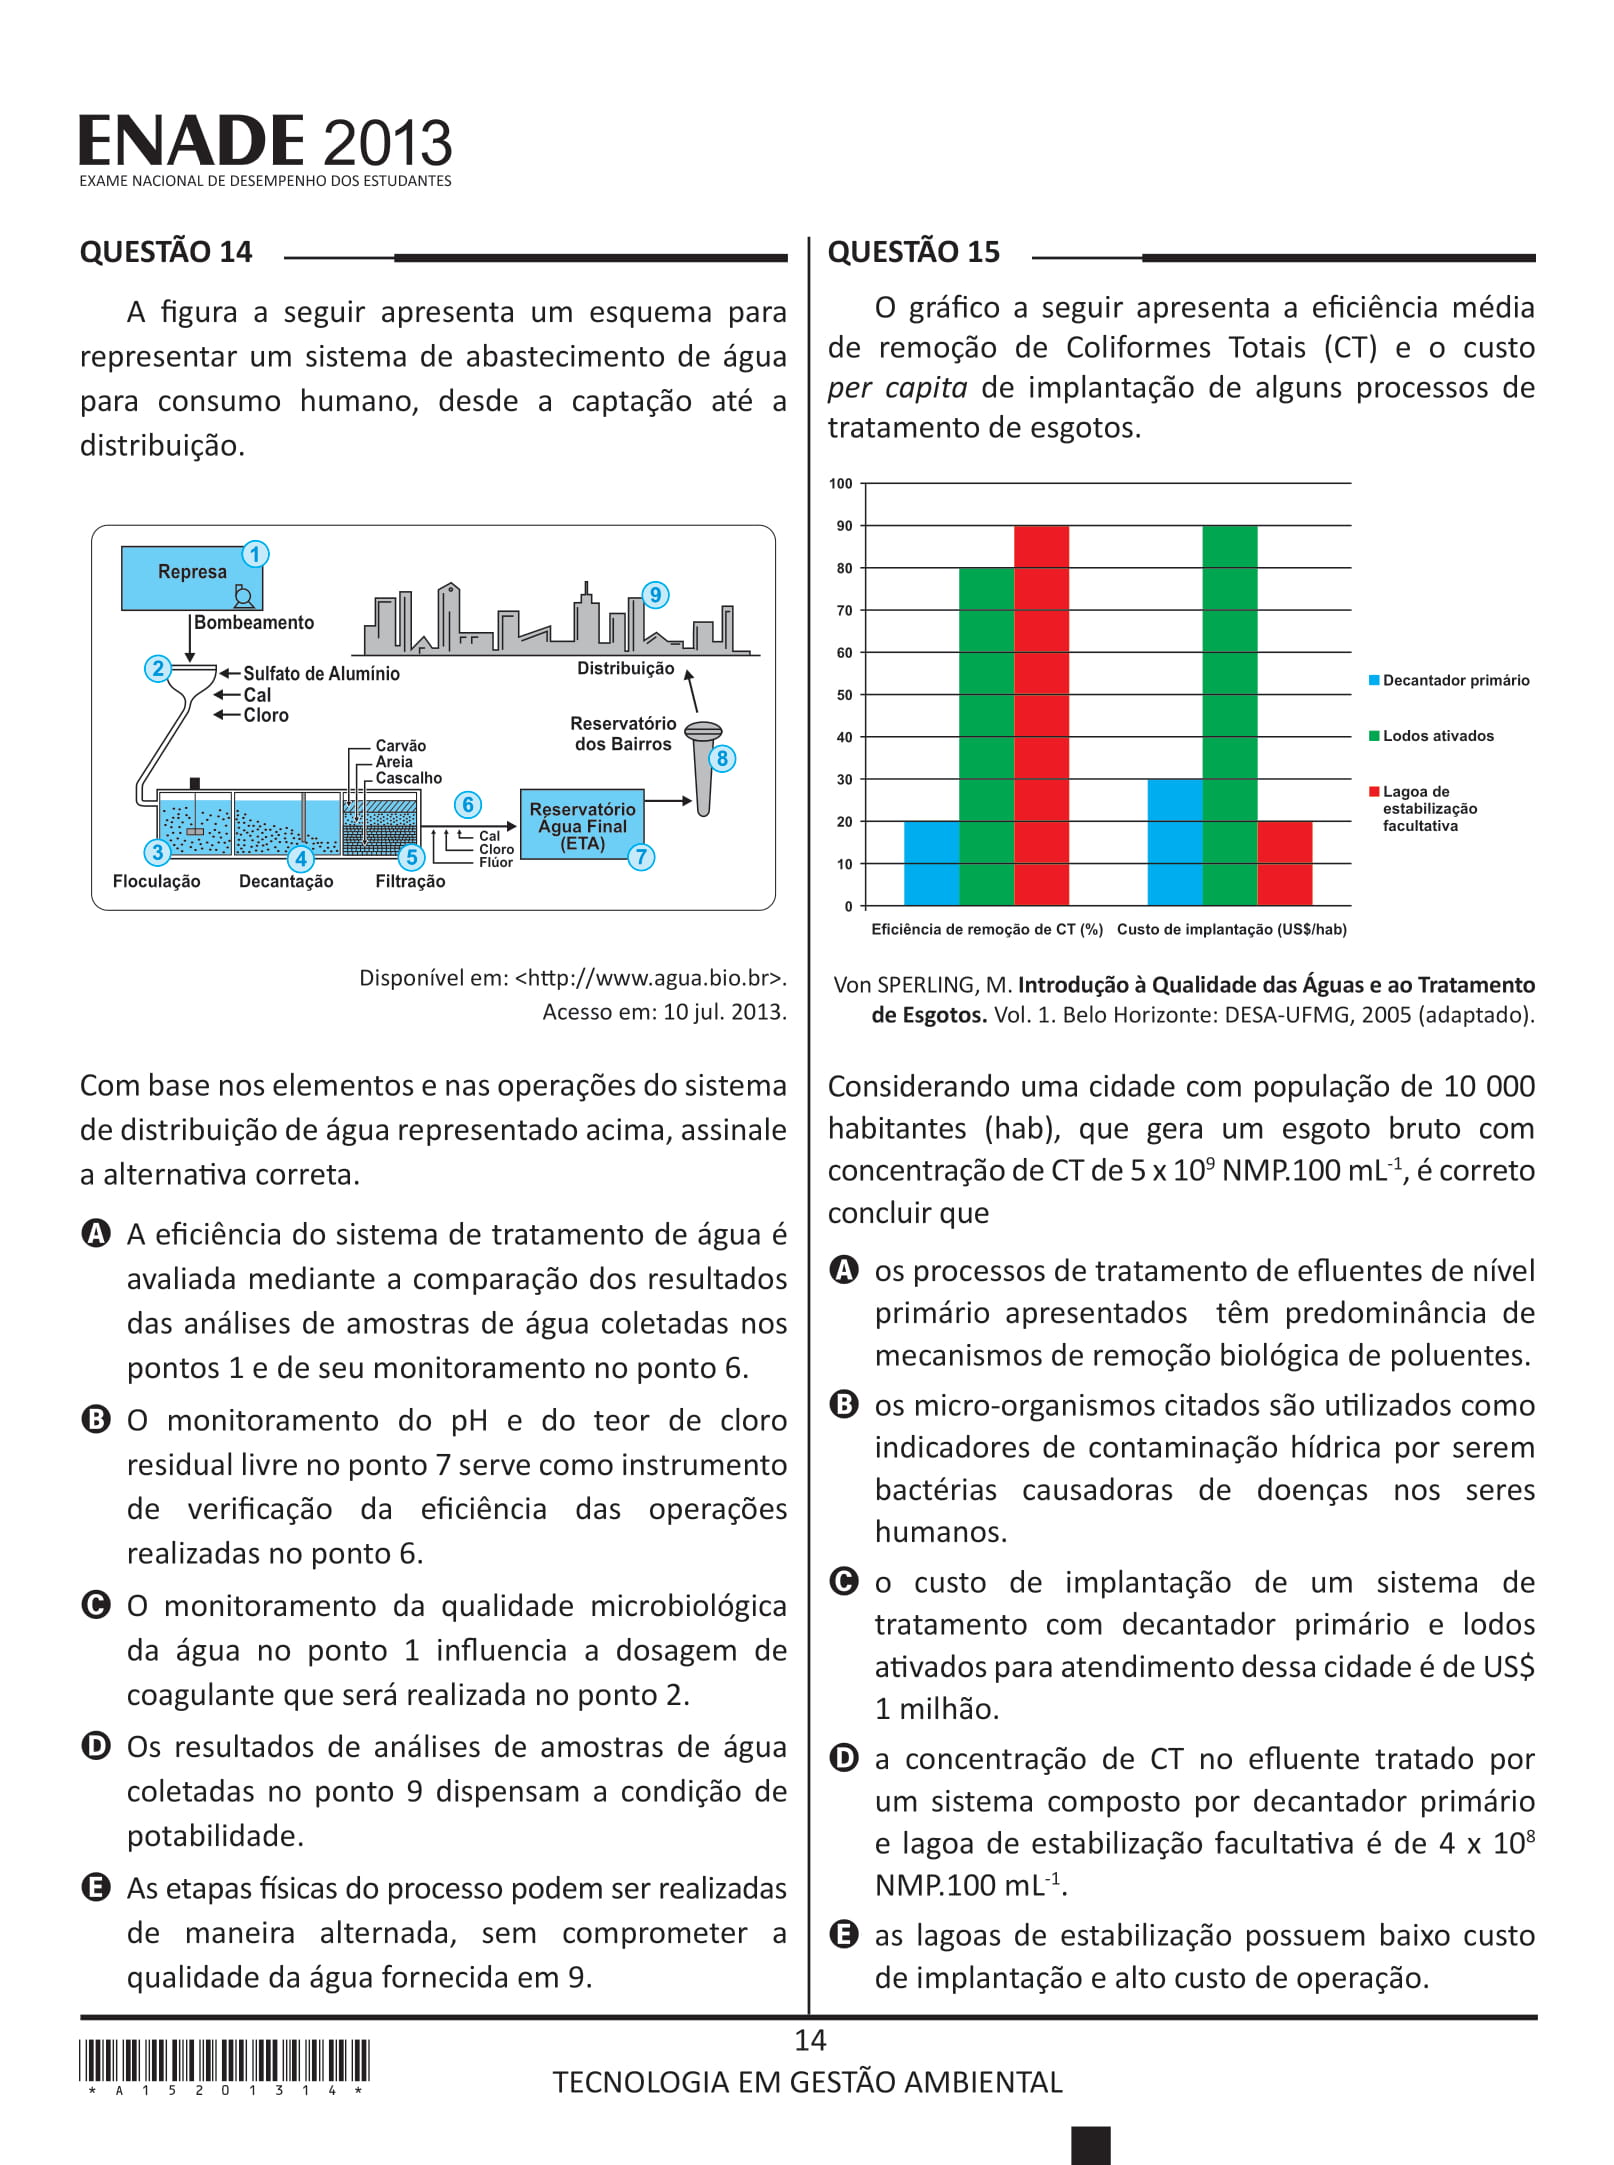 ENADE 2013
EXAME NACIONAL DE DESEMPENHO DOS ESTUDANTES
QUESTÃO 14
A figura a seguir apresenta um esquema para
representar um sistema de abastecimento de água
para consumo humano, desde a captação até a
distribuição.
1
Represa
Bombeamento
2
Sulfato de Alumínio
Cal
Cloro
9
Distribuição
Reservatório
dos Bairros
8
Carvão
Areia
Cascalho
6
Cal
Cloro
Flúor
Reservatório
Água Final
(ETA)
7
3
4
5
Floculação
Decantação
Filtração
Disponível em: <http://www.agua.bio.br>.
Acesso em: 10 jul. 2013.
Com base nos elementos e nas operações do sistema
de distribuição de água representado acima, assinale
a alternativa correta.
A A eficiência do sistema de tratamento de água é
avaliada mediante a comparação dos resultados
das análises de amostras de água coletadas nos
pontos 1 e de seu monitoramento no ponto 6.
B O monitoramento do pH e do teor de cloro
residual livre no ponto 7 serve como instrumento
de verificação da eficiência das operações
realizadas no ponto 6.
C O monitoramento da qualidade microbiológica
da água no ponto 1 influencia a dosagem de
coagulante que será realizada no ponto 2.
D Os resultados de análises de amostras de água
coletadas no ponto 9 dispensam a condição de
potabilidade.
E As etapas físicas do processo podem ser realizadas
de maneira alternada, sem comprometer a
qualidade da água fornecida em 9.
QUESTÃO 15
O gráfico a seguir apresenta a eficiência média
de remoção de Coliformes Totais (CT) e o custo
per capita de implantação de alguns processos de
tratamento de esgotos.
100
90
80
70
60
50
40
30
20
10
0
Eficiência de remoção de CT (%) Custo de implantação (US$/hab)
Decantador primário
Lodos ativados
Lagoa de
estabilização
facultativa
Von SPERLING, M. Introdução à Qualidade das Águas e ao Tratamento
de Esgotos. Vol. 1. Belo Horizonte: DESA-UFMG, 2005 (adaptado).
Considerando uma cidade com população de 10 000
habitantes (hab), que gera um esgoto bruto com
concentração de CT de 5 x 10⁹ NMP.100 mL⁻¹, é correto
concluir que
A os processos de tratamento de efluentes de nível
primário apresentados têm predominância de
mecanismos de remoção biológica de poluentes.
B os micro-organismos citados são utilizados como
indicadores de contaminação hídrica por serem
bactérias causadoras de doenças nos seres
humanos.
C o custo de implantação de um sistema de
tratamento com decantador primário e lodos
ativados para atendimento dessa cidade é de US$
1 milhão.
D a concentração de CT no efluente tratado por
um sistema composto por decantador primário
e lagoa de estabilização facultativa é de 4 x 10⁸
NMP.100 mL⁻¹.
E as lagoas de estabilização possuem baixo custo
de implantação e alto custo de operação.
14
TECNOLOGIA EM GESTÃO AMBIENTAL
* A 1 5 2 0 1 3 1 4 *